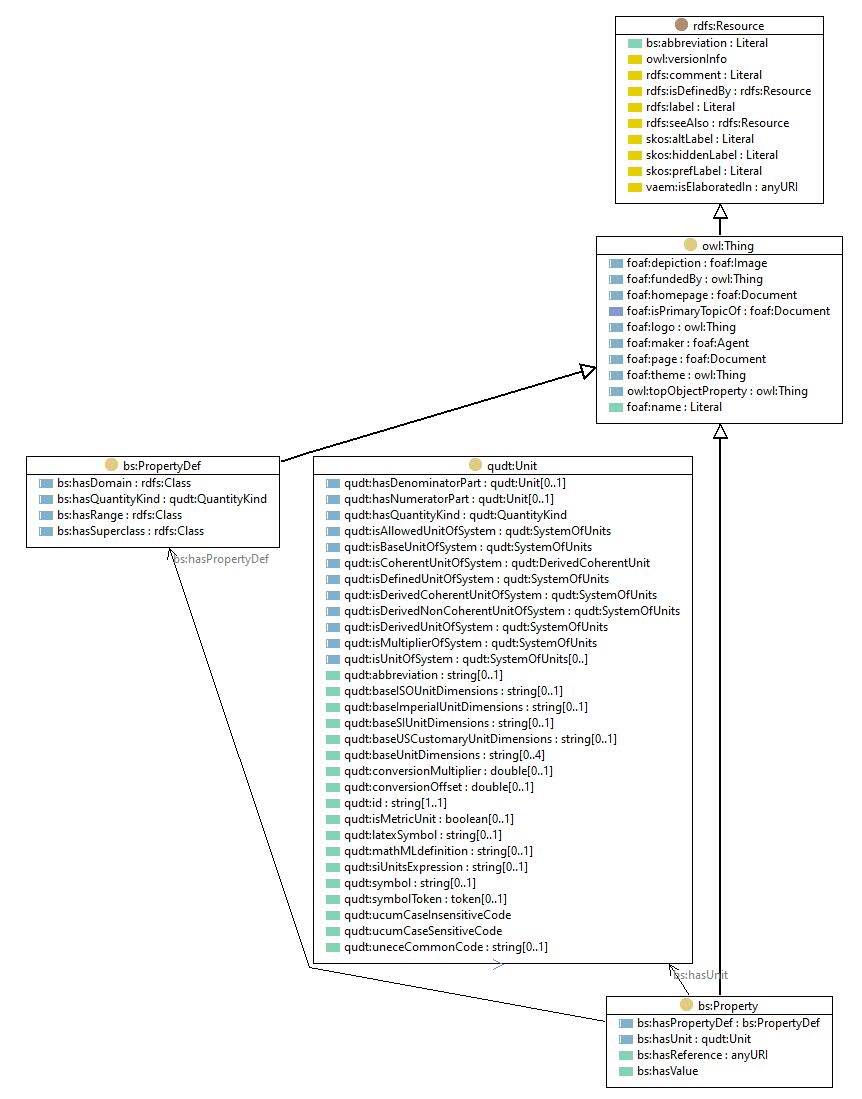 rdfs:Resource
bs:abbreviation : Literal
owl:versionInfo
rdfs:comment : Literal
rdfs:isDefinedBy : rdfs:Resource
rdfs:label : Literal
rdfs:seeAlso : rdfs:Resource
skos:altLabel : Literal
skos:hiddenLabel : Literal
skos:prefLabel : Literal
vaem:isElaboratedIn : anyURI
owl:Thing
foaf:depiction : foaf:Image
foaf:fundedBy : owl:Thing
foaf:homepage : foaf:Document
foaf:isPrimaryTopicOf : foaf:Document
foaf:logo : owl:Thing
foaf:maker : foaf:Agent
foaf:page : foaf:Document
foaf:theme : owl:Thing
owl:topObjectProperty : owl:Thing
foaf:name : Literal
bs:PropertyDef
bs:hasDomain : rdfs:Class
bs:hasQuantityKind : qudt:QuantityKind
bs:hasRange : rdfs:Class
bs:hasSuperclass : rdfs:Class
bs:hasPropertyDef
qudt:Unit
qudt:hasDenominatorPart : qudt:Unit[0..1]
qudt:hasNumeratorPart : qudt:Unit[0..1]
qudt:hasQuantityKind : qudt:QuantityKind
qudt:isAllowedUnitOfSystem : qudt:SystemOfUnits
qudt:isBaseUnitOfSystem : qudt:SystemOfUnits
qudt:isCoherentUnitOfSystem : qudt:DerivedCoherentUnit
qudt:isDefinedUnitOfSystem : qudt:SystemOfUnits
qudt:isDerivedCoherentUnitOfSystem : qudt:SystemOfUnits
qudt:isDerivedNonCoherentUnitOfSystem : qudt:SystemOfUnits
qudt:isDerivedUnitOfSystem : qudt:SystemOfUnits
qudt:isMultiplierOfSystem : qudt:SystemOfUnits
qudt:isUnitOfSystem : qudt:SystemOfUnits[0..]
qudt:abbreviation : string[0..1]
qudt:baseISOUnitDimensions : string[0..1]
qudt:baseImperialUnitDimensions : string[0..1]
qudt:baseSIUnitDimensions : string[0..1]
qudt:baseUSCustomaryUnitDimensions : string[0..1]
qudt:baseUnitDimensions : string[0..4]
qudt:conversionMultiplier : double[0..1]
qudt:conversionOffset : double[0..1]
qudt:id : string[1..1]
qudt:isMetricUnit : boolean[0..1]
qudt:latexSymbol : string[0..1]
qudt:mathMLdefinition : string[0..1]
qudt:siUnitsExpression : string[0..1]
qudt:symbol : string[0..1]
qudt:symbolToken : token[0..1]
qudt:ucumCaseInsensitiveCode
qudt:ucumCaseSensitiveCode
qudt:uneceCommonCode : string[0..1]
bs:hasUnit
bs:Property
bs:hasPropertyDef : bs:PropertyDef
bs:hasUnit : qudt:Unit
bs:hasReference : anyURI
bs:hasValue